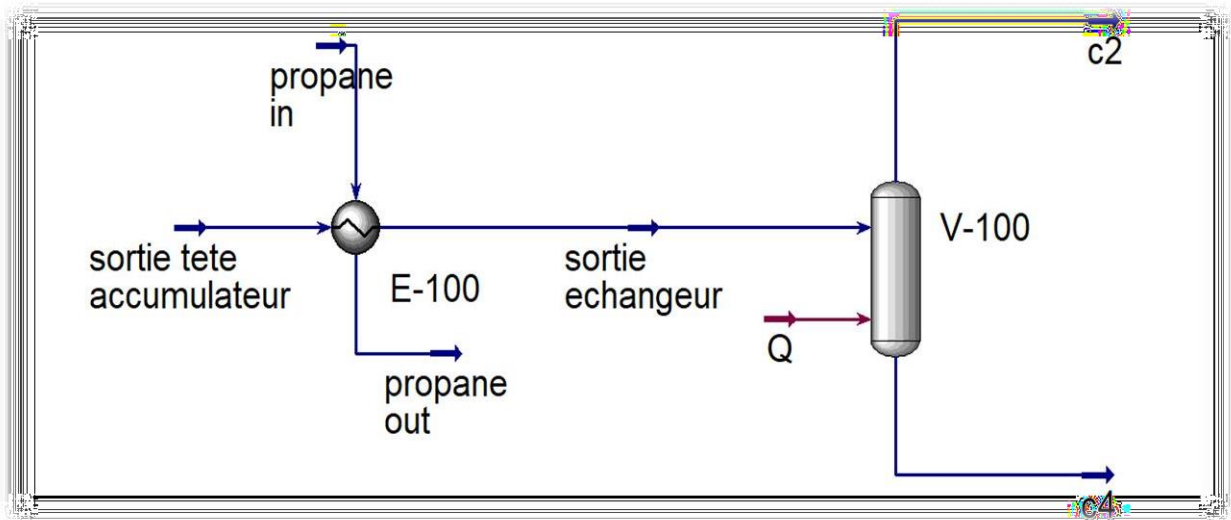 c2
propane
in
V-100
sortie tete
accumulateur
E-100
sortie
echangeur
Q
propane
out
c4